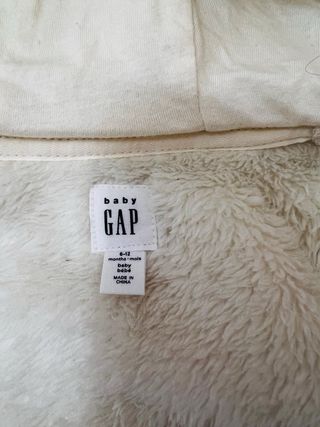 baby
GAP
6-12
months•mois
baby
bébé
MADE IN
CHINA